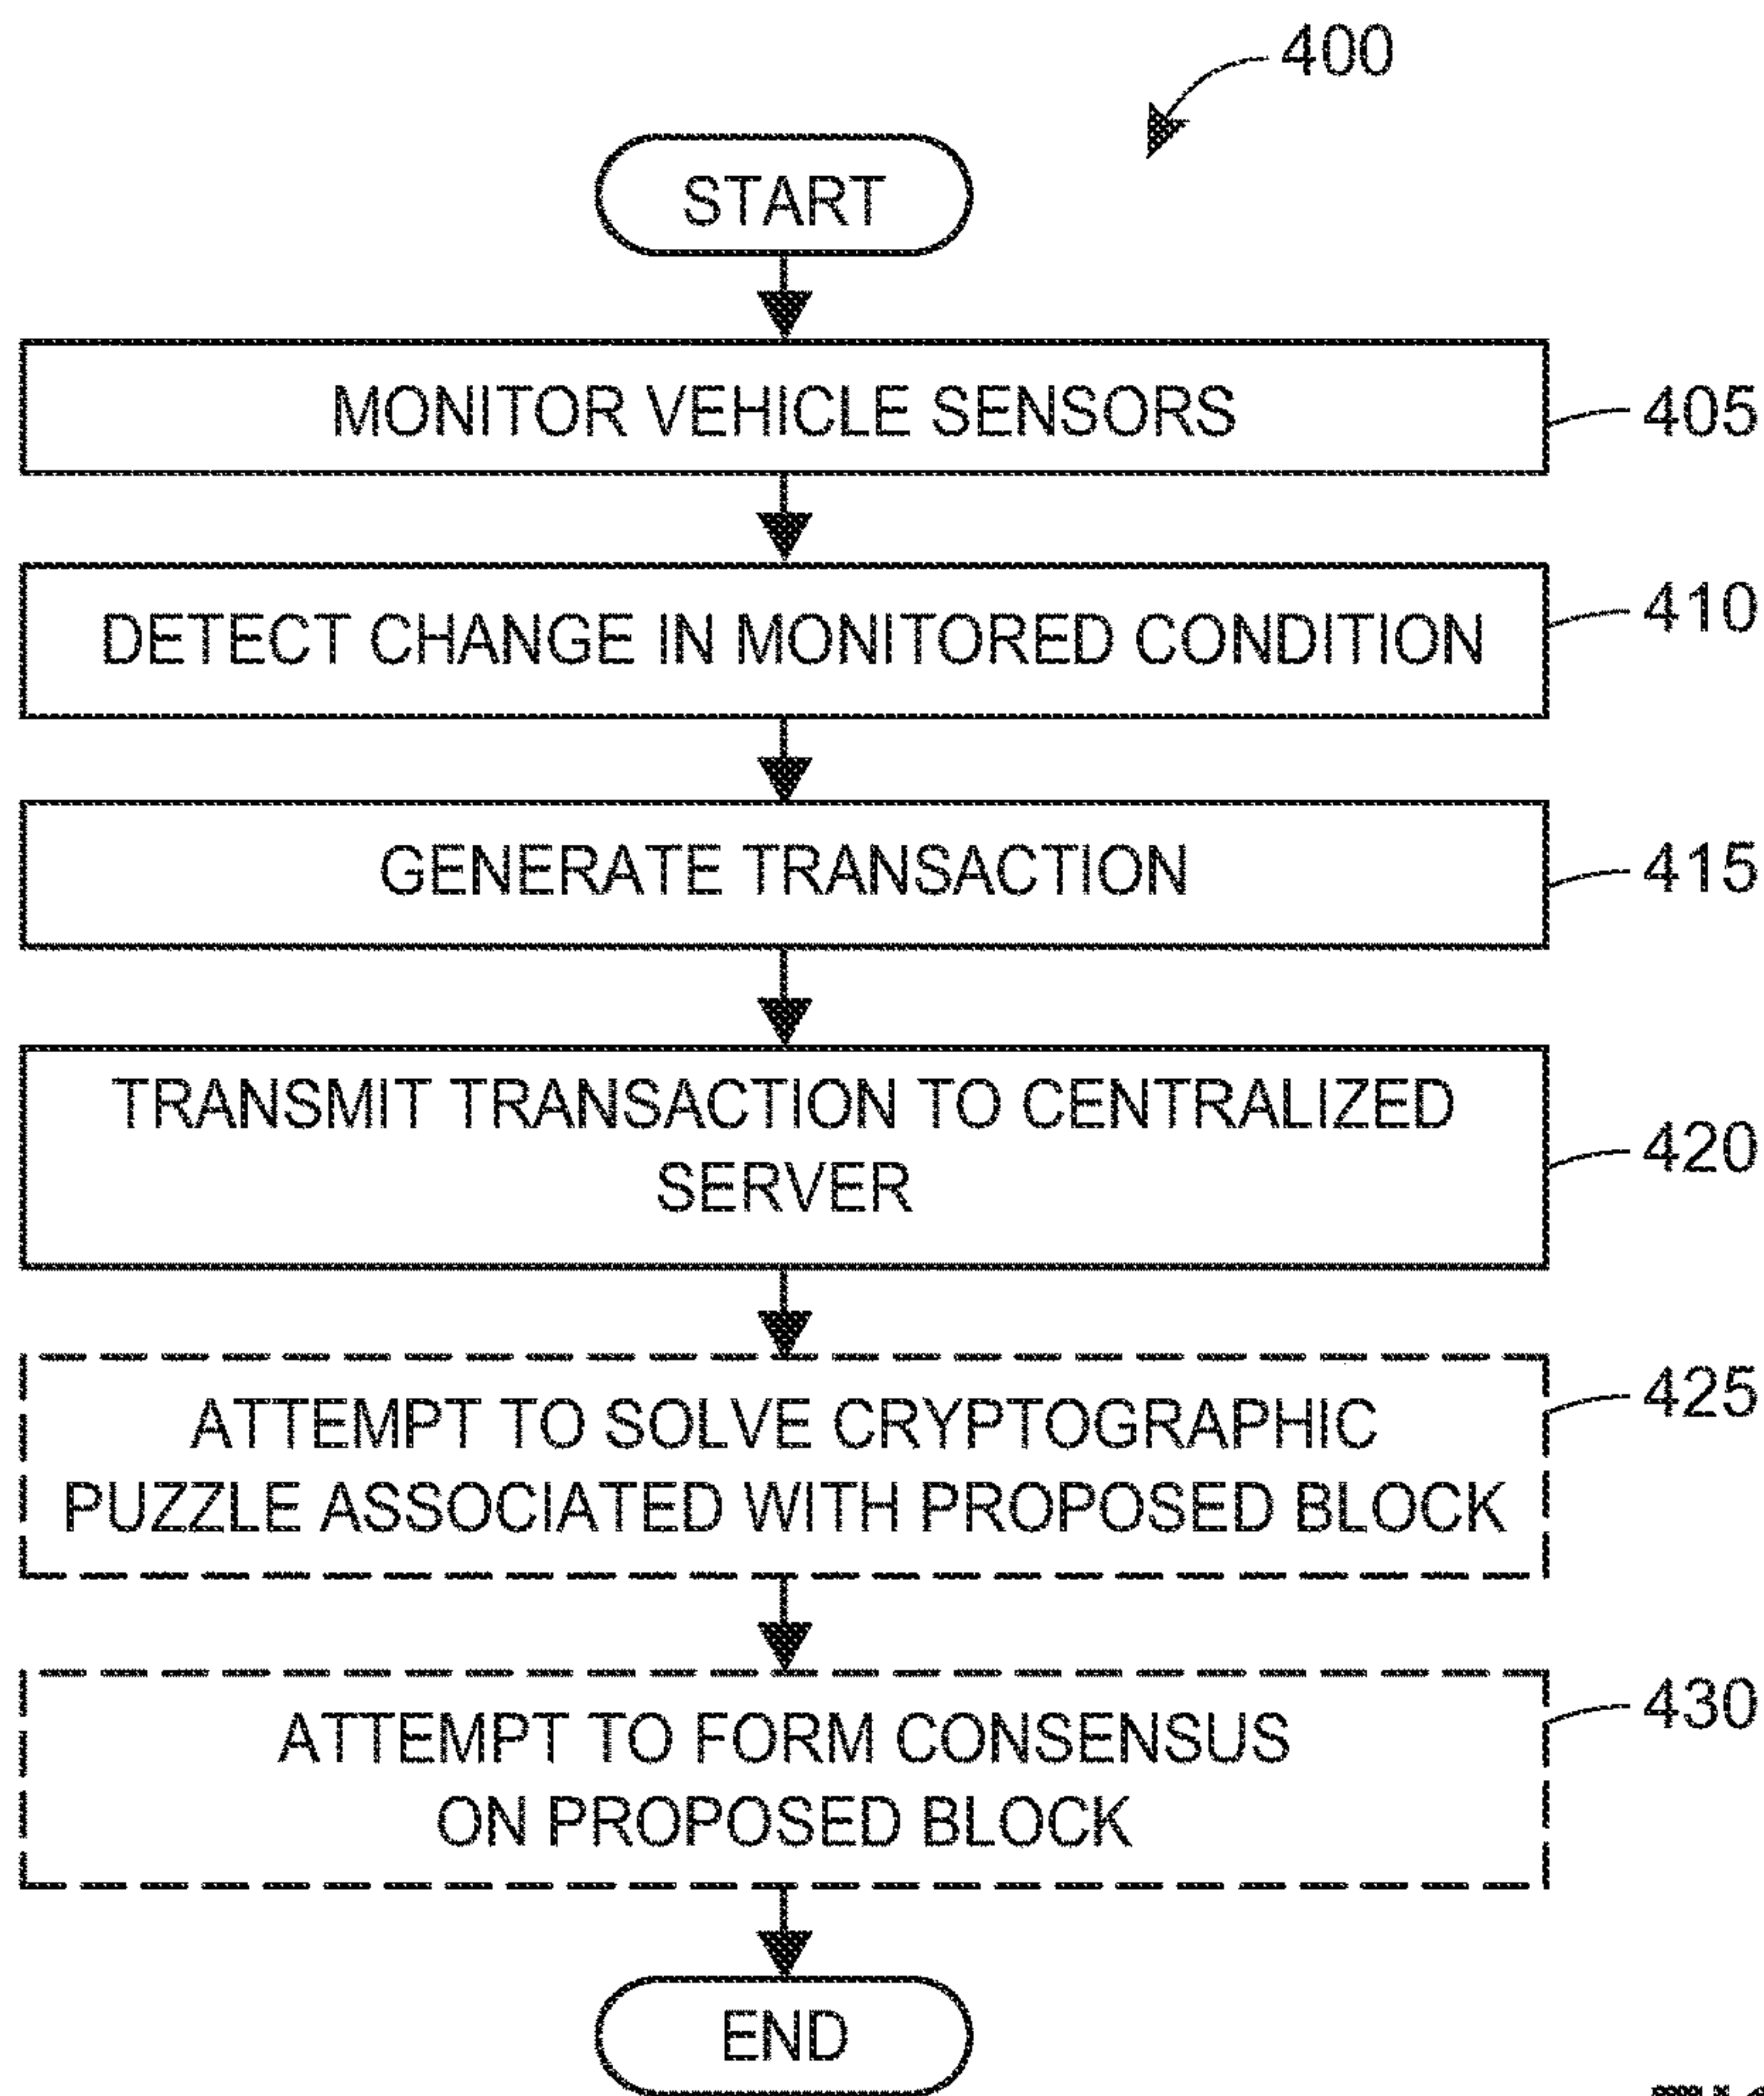 400
START
MONITOR VEHICLE SENSORS
405
DETECT CHANGE IN MONITORED CONDITION
410
GENERATE TRANSACTION
415
TRANSMIT TRANSACTION TO CENTRALIZED
SERVER
420
ATTEMPT TO SOLVE CRYPTOGRAPHIC
PUZZLE ASSOCIATED WITH PROPOSED BLOCK
425
ATTEMPT TO FORM CONSENSUS
ON PROPOSED BLOCK
430
END